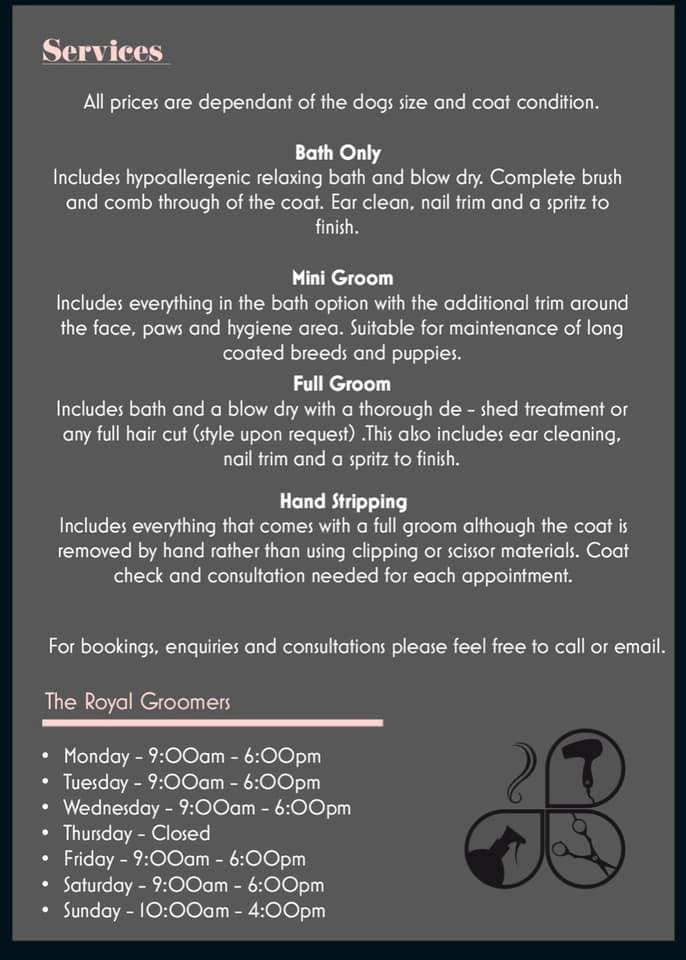 Services
All prices are dependant of the dogs size and coat condition.
Bath Only
Includes hypoallergenic relaxing bath and blow dry. Complete brush
and comb through of the coat. Ear clean, nail trim and a spritz to
finish.
Mini Groom
Includes everything in the bath option with the additional trim around
the face, paws and hygiene area. Suitable for maintenance of long
coated breeds and puppies.
Full Groom
Includes bath and a blow dry with a thorough de - shed treatment or
any full hair cut (style upon request) .This also includes ear cleaning,
nail trim and a spritz to finish.
Hand Stripping
Includes everything that comes with a full groom although the coat is
removed by hand rather than using clipping or scissor materials. Coat
check and consultation needed for each appointment.
For bookings, enquiries and consultations please feel free to call or email.
The Royal Groomers
• Monday - 9:00am - 6:00pm
• Tuesday - 9:00am - 6:00pm
• Wednesday - 9:00am - 6:00pm
• Thursday - Closed
• Friday - 9:00am - 6:00pm
• Saturday - 9:00am - 6:00pm
• Sunday - 10:00am - 4:00pm